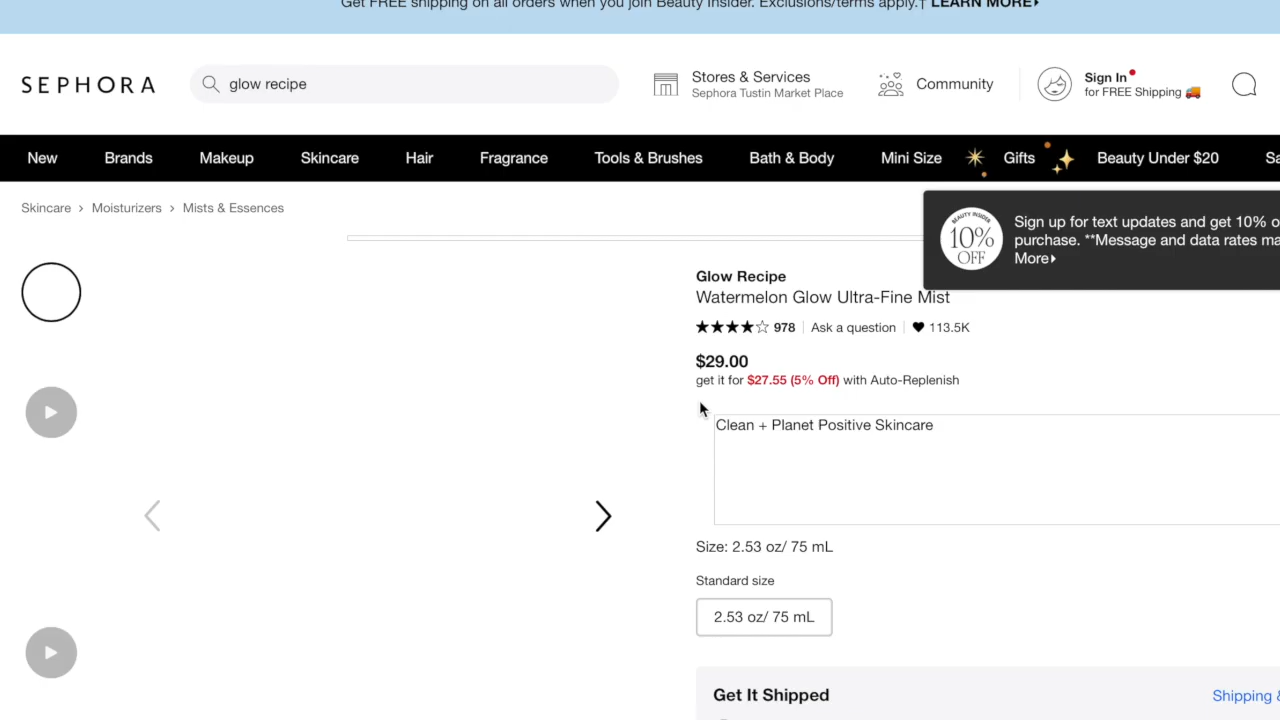 Get FREE shipping on all orders when you join Beauty Insider. Exclusions/terms apply.† LEARN MORE
SEPHORA
glow recipe
Stores & Services
Sephora Tustin Market Place
Community
Sign In
for FREE Shipping
New
Brands
Makeup
Skincare
Hair
Fragrance
Tools & Brushes
Bath & Body
Mini Size
Gifts
Beauty Under $20
Sa
Skincare
Moisturizers
Mists & Essences
BEAUTY INSIDER
10%
OFF
Sign up for text updates and get 10% o
purchase. **Message and data rates ma
More
Glow Recipe
Watermelon Glow Ultra-Fine Mist
978
Ask a question
113.5K
$29.00
get it for $27.55 (5% Off) with Auto-Replenish
Clean + Planet Positive Skincare
Size: 2.53 oz/ 75 mL
Standard size
2.53 oz/ 75 mL
Get It Shipped
Shipping &